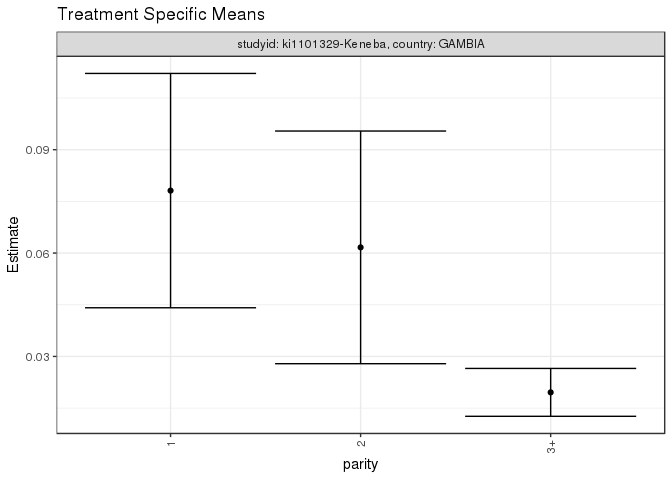 Treatment Specific Means
studyid: ki1101329-Keneba, country: GAMBIA
0.09
0.06
0.03
Estimate
1
2
3+
parity